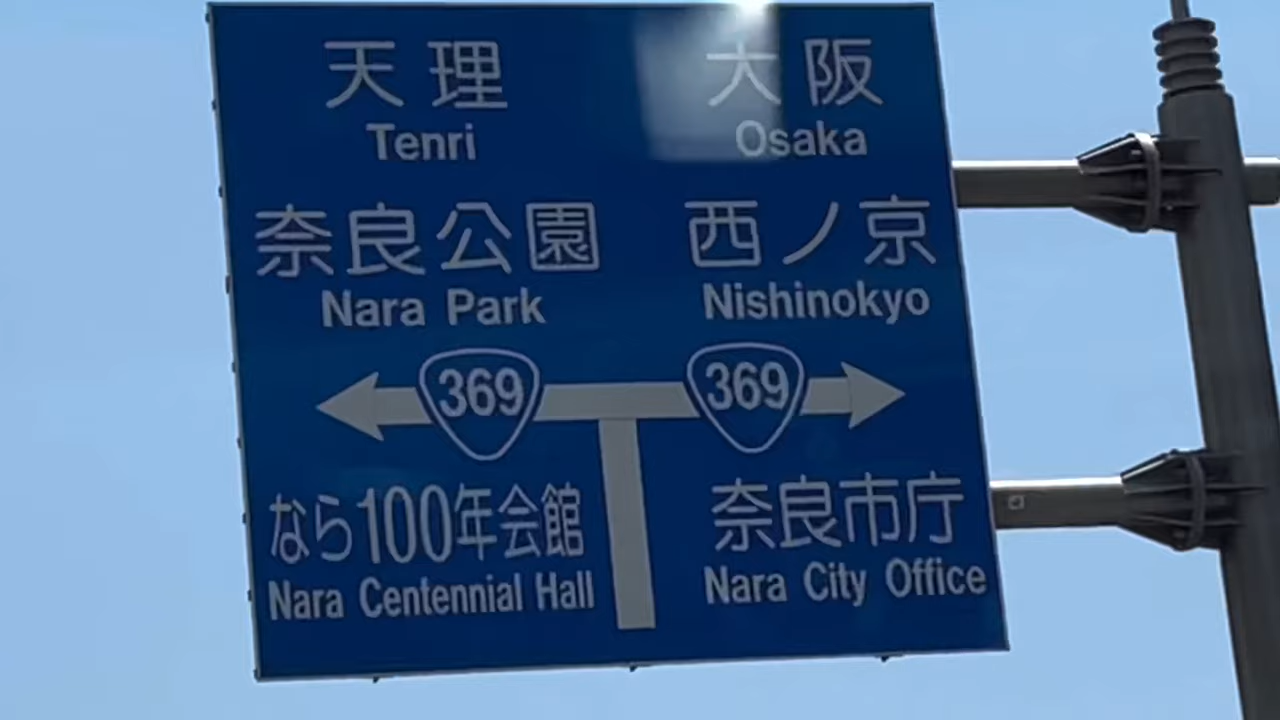 天理 大阪
Tenri Osaka
奈良公園 西ノ京
Nara Park Nishinokyo
369 369
なら100年会館 奈良市庁
Nara Centennial Hall Nara City Office